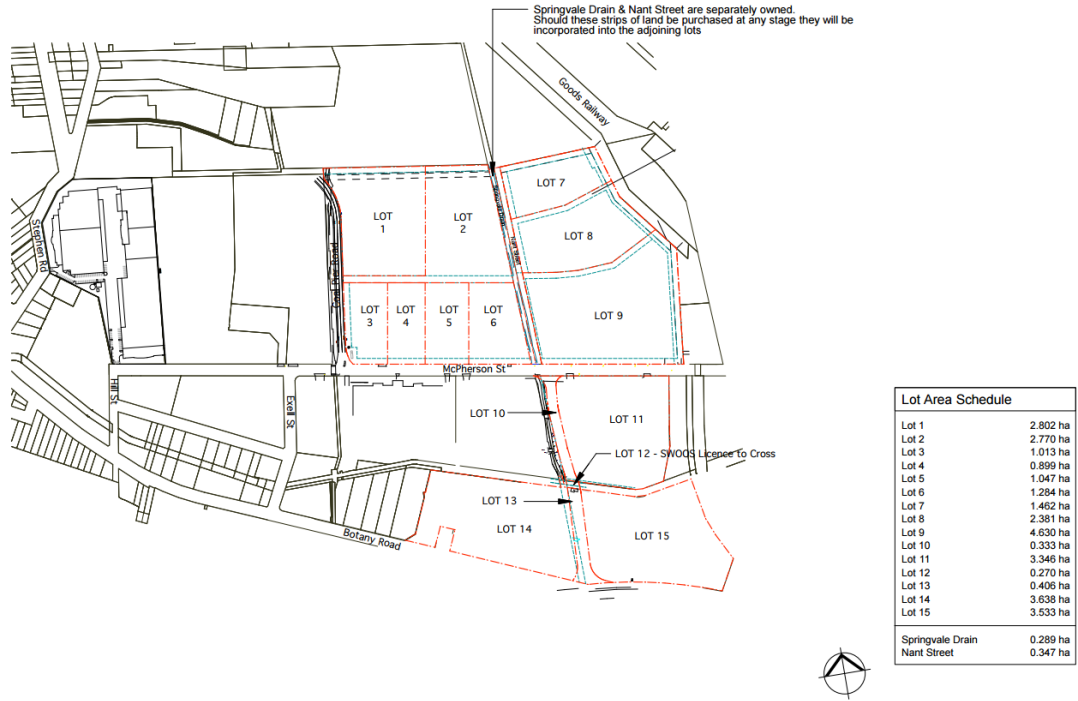 Springvale Drain & Nant Street are separately owned.
Should these strips of land be purchased at any stage they will be
incorporated into the adjoining lots
Goods Railway
LOT 7
LOT
1
LOT
2
LOT 8
Stephen Rd
Nant Street
LOT
3
LOT
4
LOT
5
LOT
6
LOT 9
McPherson St
Hill St
Exell St
LOT 10
LOT 11
LOT 12 - SWOOS Licence to Cross
LOT 13
LOT 14
LOT 15
Botany Road
Lot Area Schedule
Lot 1 2.802 ha
Lot 2 2.770 ha
Lot 3 1.013 ha
Lot 4 0.899 ha
Lot 5 1.047 ha
Lot 6 1.284 ha
Lot 7 1.462 ha
Lot 8 2.381 ha
Lot 9 4.630 ha
Lot 10 0.333 ha
Lot 11 3.346 ha
Lot 12 0.270 ha
Lot 13 0.406 ha
Lot 14 3.638 ha
Lot 15 3.533 ha
Springvale Drain 0.289 ha
Nant Street 0.347 ha